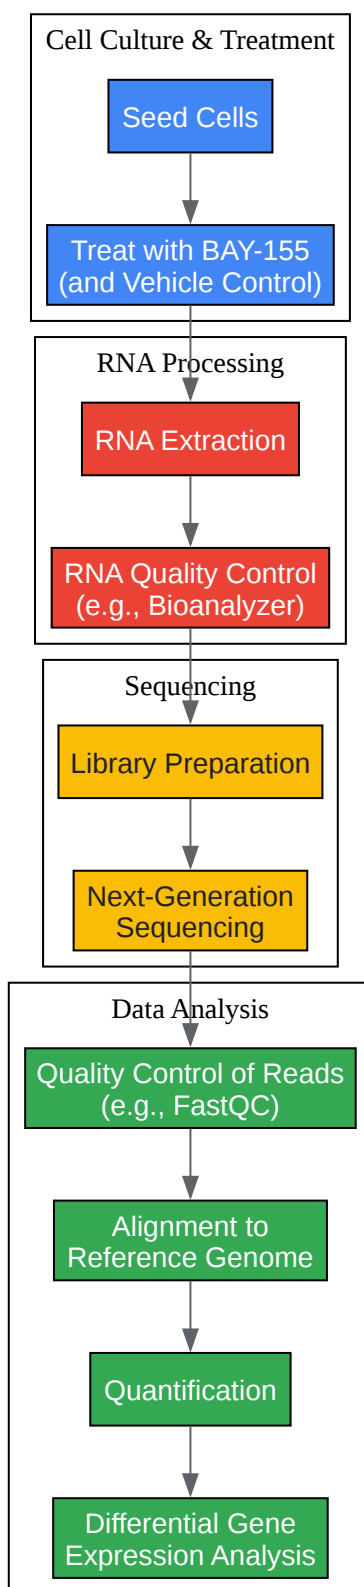 Cell Culture & Treatment
Seed Cells
Treat with BAY-155
(and Vehicle Control)
RNA Processing
RNA Extraction
RNA Quality Control
(e.g., Bioanalyzer)
Sequencing
Library Preparation
Next-Generation
Sequencing
Data Analysis
Quality Control of Reads
(e.g., FastQC)
Alignment to
Reference Genome
Quantification
Differential Gene
Expression Analysis